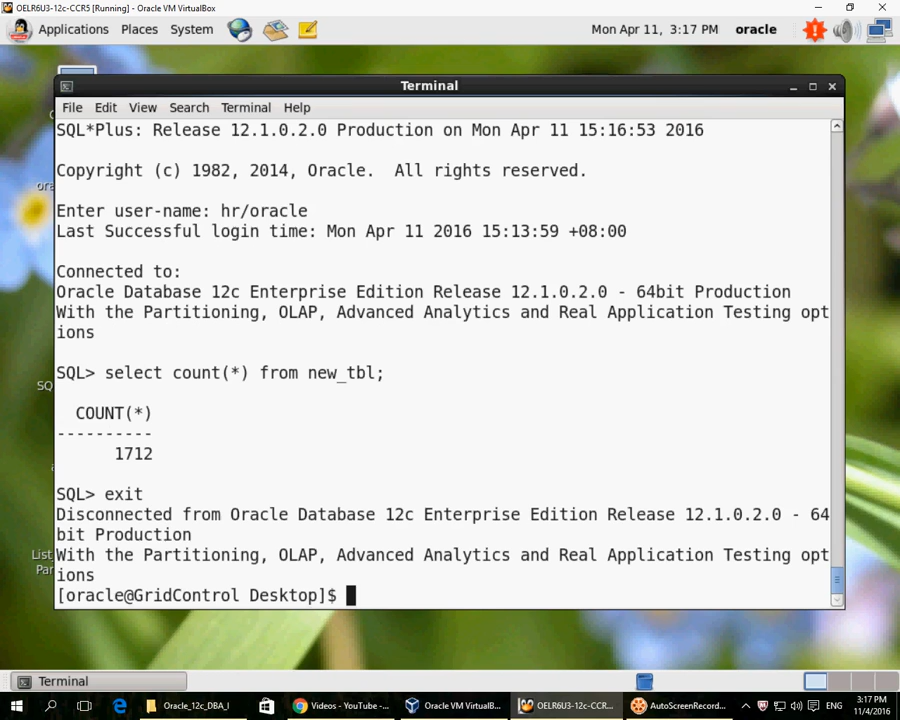 OELR6U3-12c-CCR5 [Running] - Oracle VM VirtualBox
Applications Places System
Mon Apr 11, 3:17 PM oracle
Terminal
File Edit View Search Terminal Help
SQL*Plus: Release 12.1.0.2.0 Production on Mon Apr 11 15:16:53 2016
Copyright (c) 1982, 2014, Oracle.  All rights reserved.
Enter user-name: hr/oracle
Last Successful login time: Mon Apr 11 2016 15:13:59 +08:00
Connected to:
Oracle Database 12c Enterprise Edition Release 12.1.0.2.0 - 64bit Production
With the Partitioning, OLAP, Advanced Analytics and Real Application Testing opt
ions
SQL> select count(*) from new_tbl;
COUNT(*)
----------
1712
SQL> exit
Disconnected from Oracle Database 12c Enterprise Edition Release 12.1.0.2.0 - 64
bit Production
With the Partitioning, OLAP, Advanced Analytics and Real Application Testing opt
ions
[oracle@GridControl Desktop]$
SQ
List
Par
Terminal
Oracle_12c_DBA_I
Videos - YouTube -...
Oracle VM VirtualB...
OELR6U3-12c-CCR...
AutoScreenRecord...
ENG
3:17 PM
11/4/2016